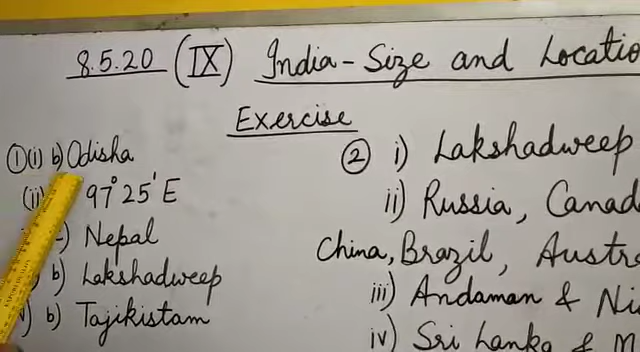 8.5.20 (IX) India - Size and Locatio
Exercise
① (i) b) Odisha
(ii) 97° 25' E
) Nepal
b) Lakshadweep
) b) Tajikistam
② i) Lakshadweep
ii) Russia, Canad
China, Brazil, Austr
iii) Andaman & Ni
iv) Sri Lanka & M